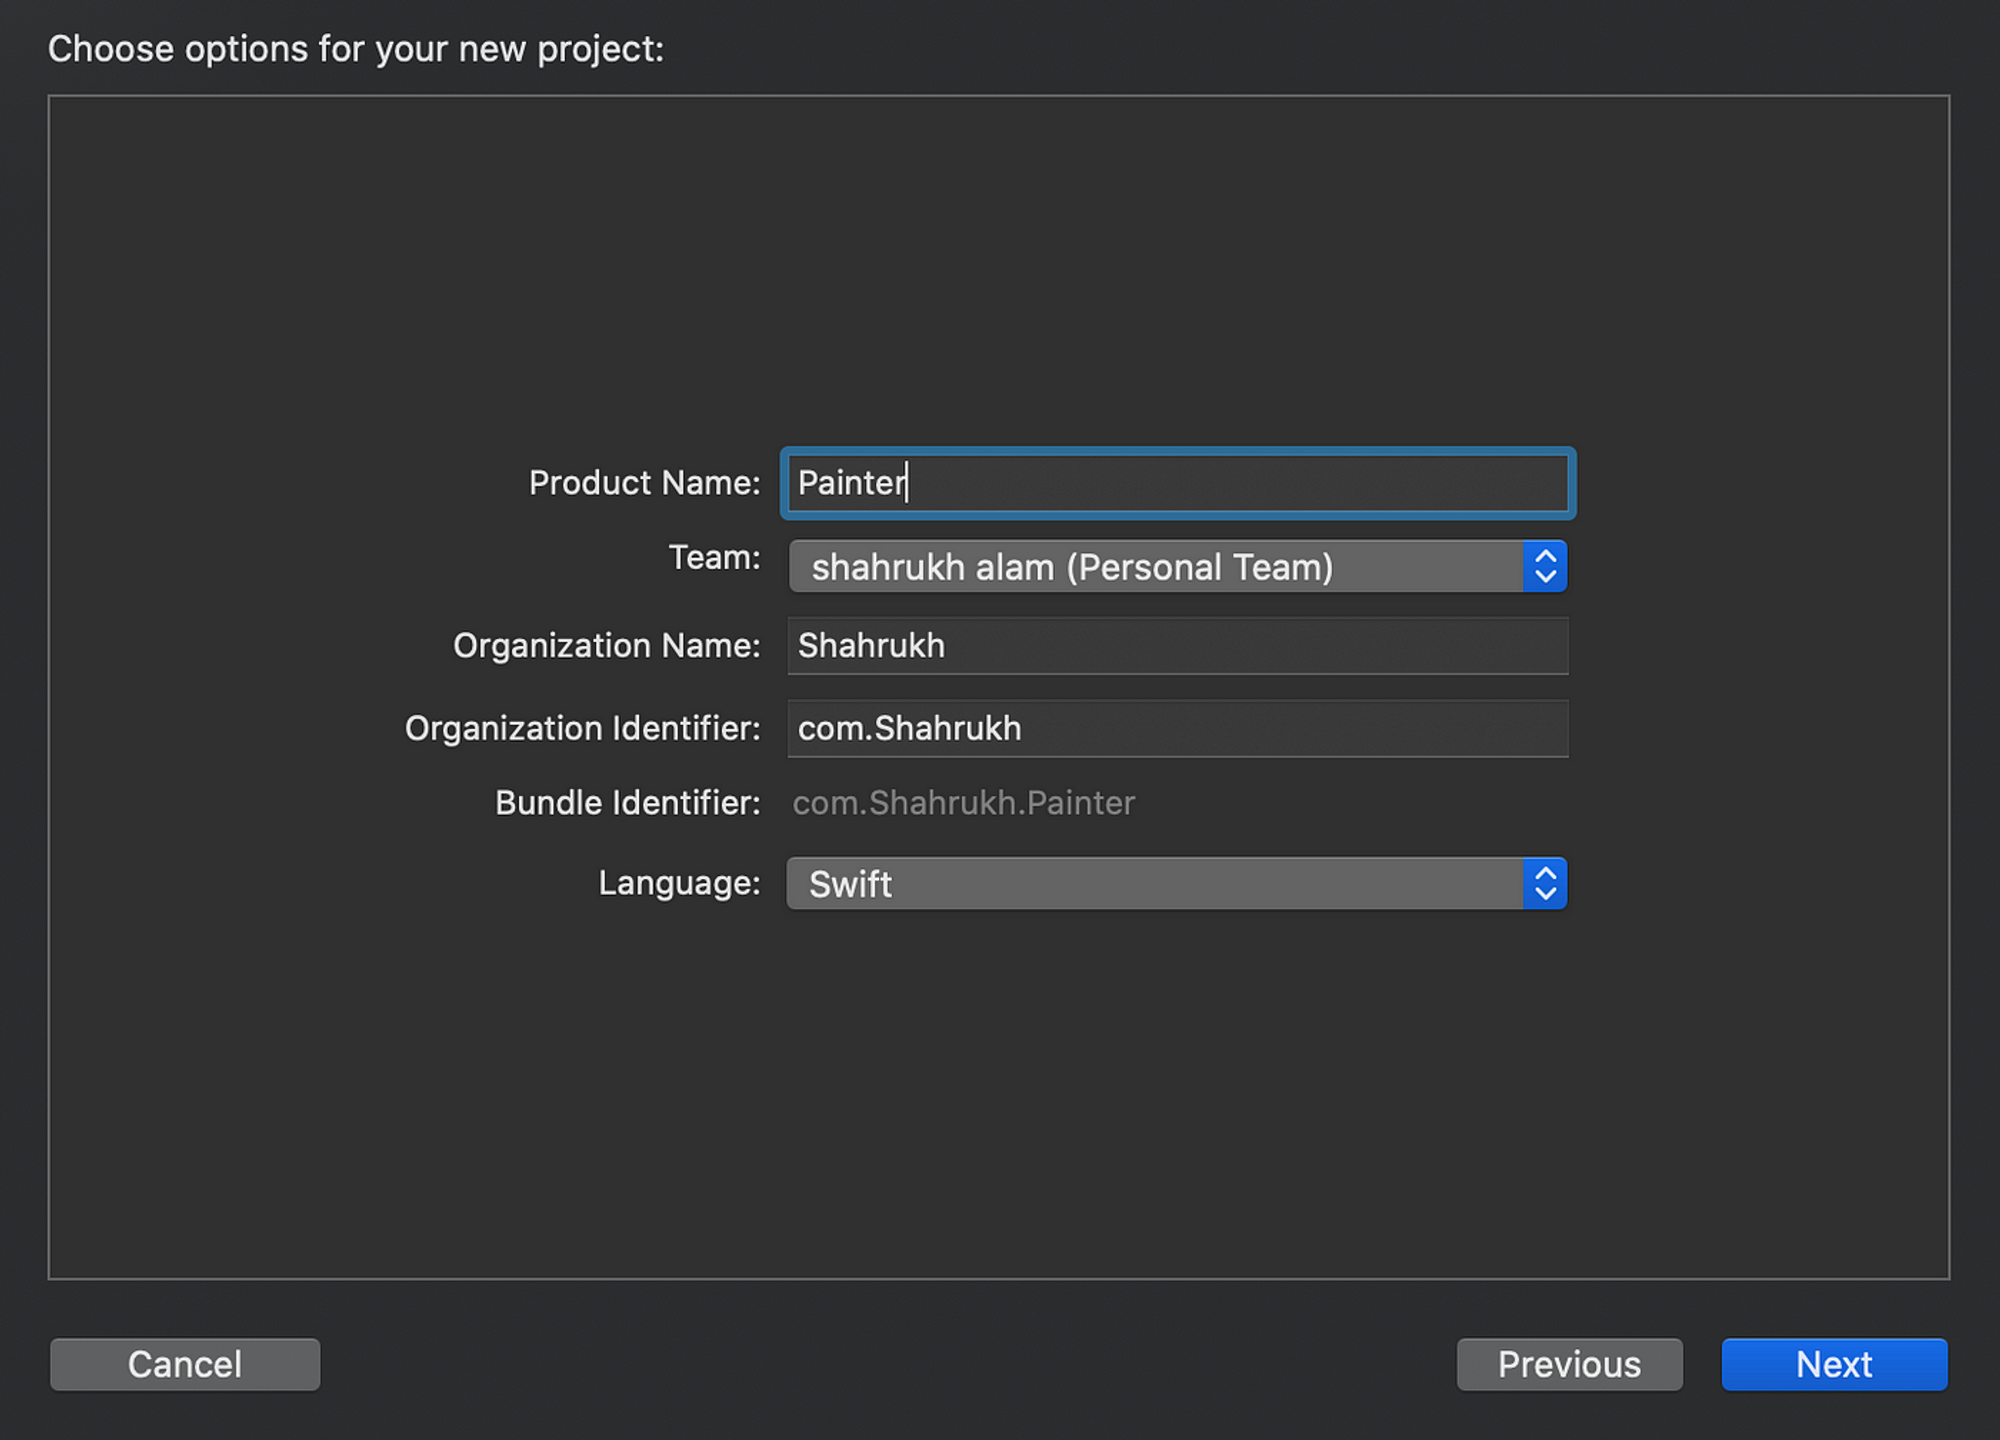 Choose options for your new project:
Product Name: Painter
Team: shahrukh alam (Personal Team)
Organization Name: Shahrukh
Organization Identifier: com.Shahrukh
Bundle Identifier: com.Shahrukh.Painter
Language: Swift
Cancel Previous Next